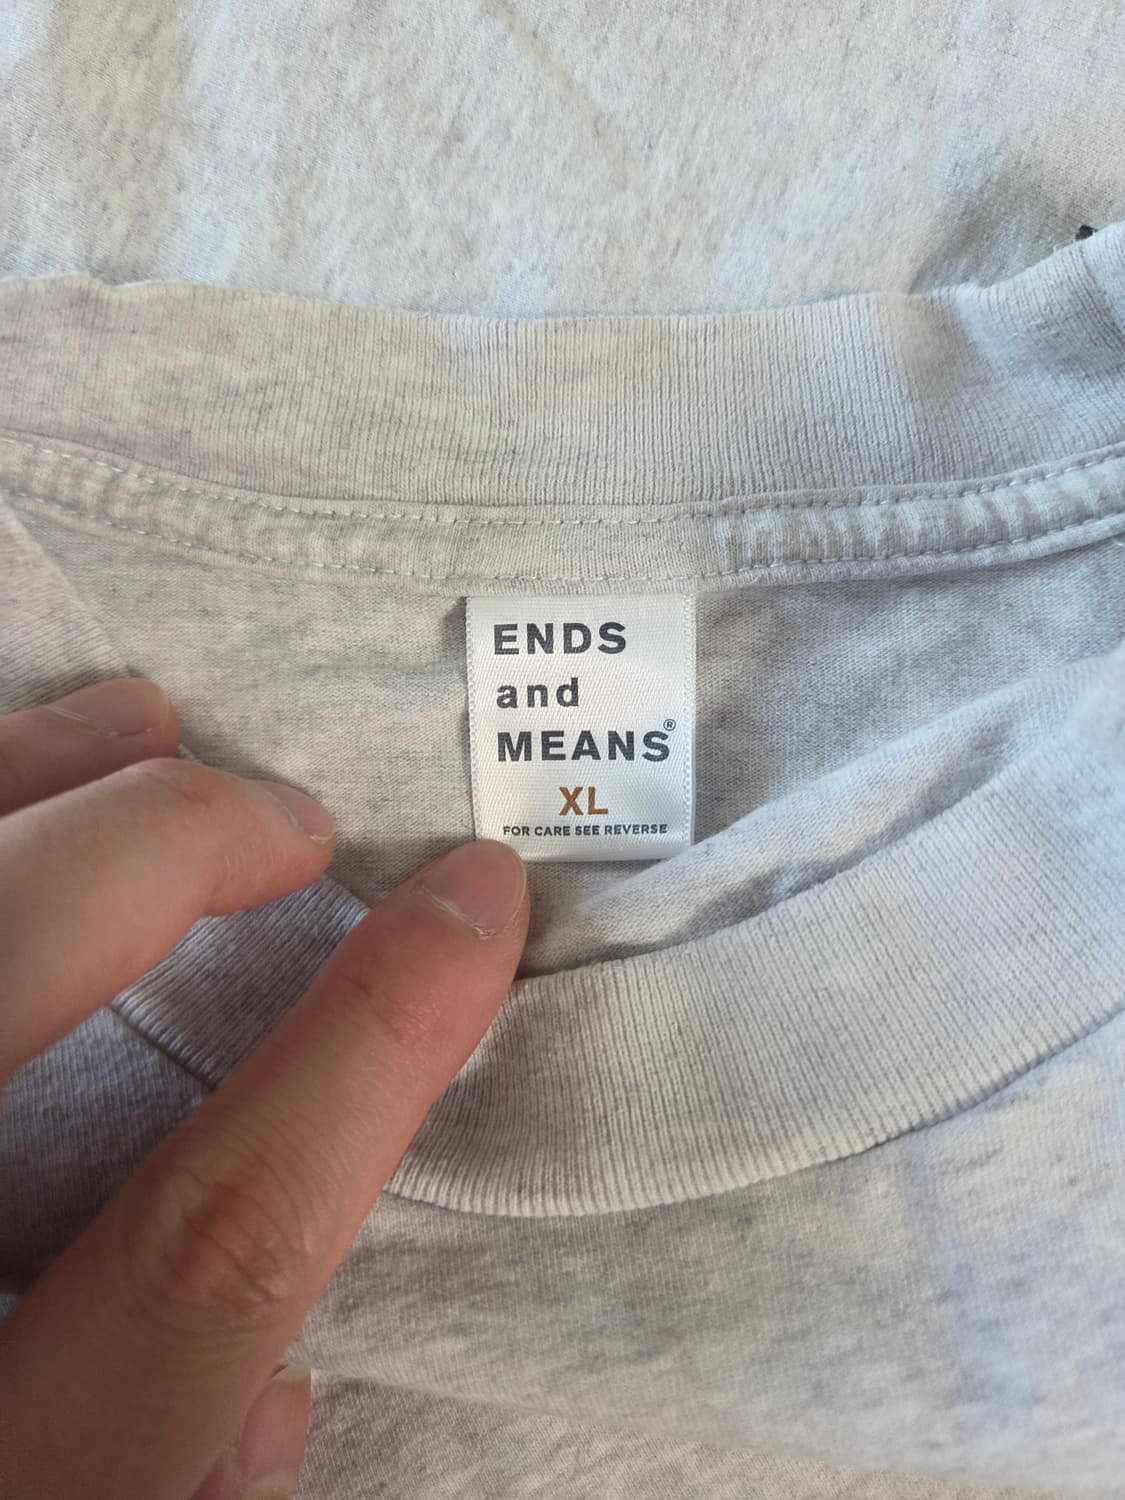 ENDS
and
MEANS®
XL
FOR CARE SEE REVERSE